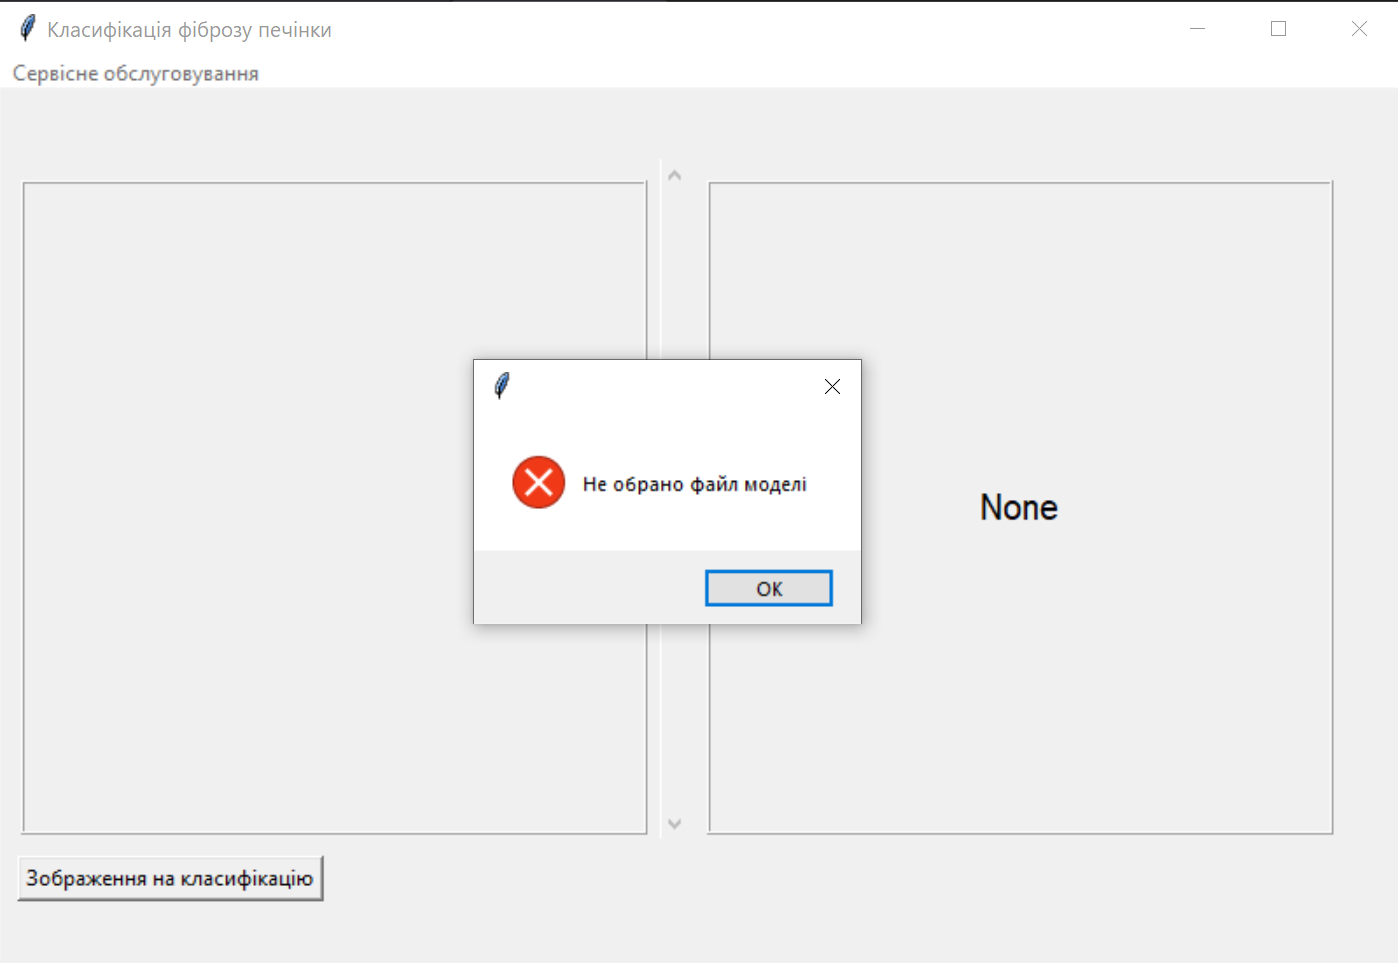 Класифікація фіброзу печінки
Сервісне обслуговування
Не обрано файл моделі
OK
None
Зображення на класифікацію